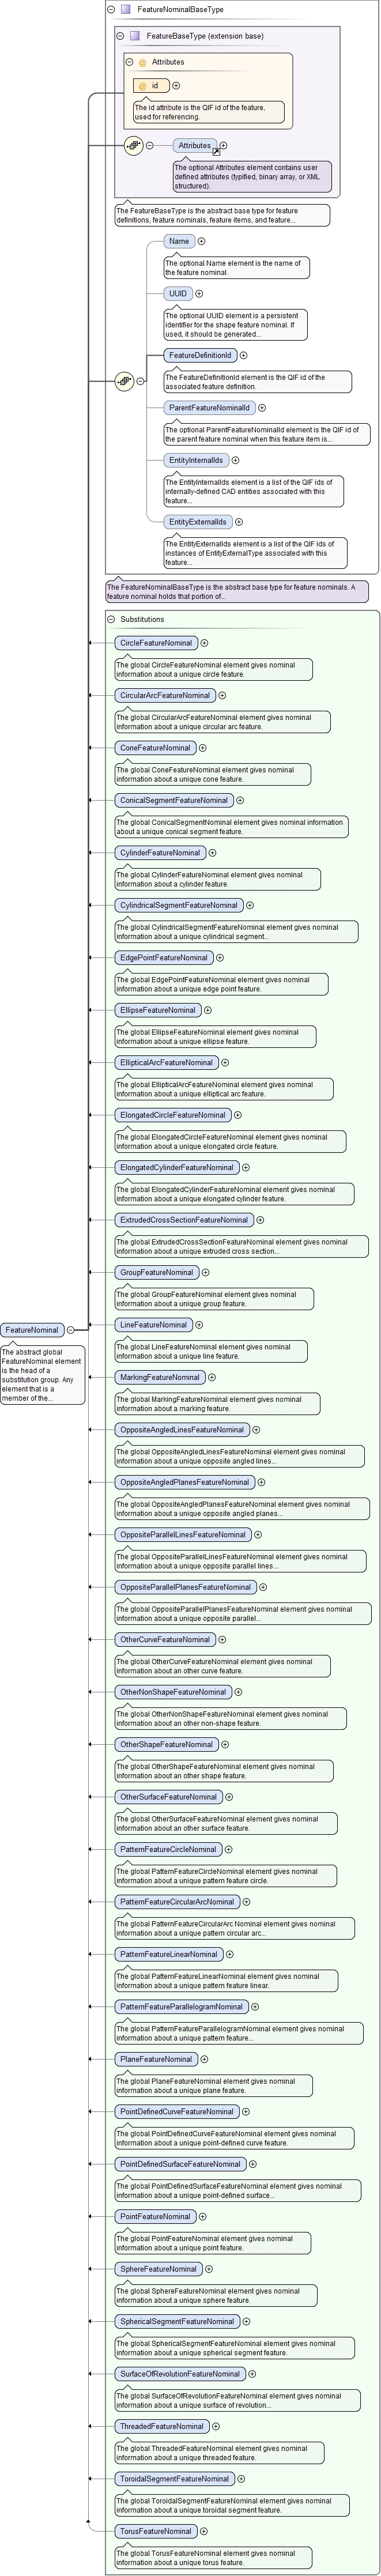 FeatureNominalBaseType
FeatureBaseType (extension base)
@ Attributes
@ id
The id attribute is the QIF id of the feature,
used for referencing.
Attributes
The optional Attributes element contains user
defined attributes (typified, binary array, or XML
structured).
The FeatureBaseType is the abstract base type for feature
definitions, feature nominals, feature items, and feature...
Name
The optional Name element is the name of
the feature nominal.
UUID
The optional UUID element is a persistent
identifier for the shape feature nominal. If
used, it should be generated...
FeatureDefinitionId
The FeatureDefinitionId element is the QIF id of the
associated feature definition.
ParentFeatureNominalId
The optional ParentFeatureNominalId element is the QIF id of
the parent feature nominal when this feature item is...
EntityInternalIds
The EntityInternalIds element is a list of the QIF ids of
internally-defined CAD entities associated with this
feature...
EntityExternalIds
The EntityExternalIds element is a list of the QIF ids of
instances of EntityExternalType associated with this
feature...
The FeatureNominalBaseType is the abstract base type for feature nominals. A
feature nominal holds that portion of...
Substitutions
CircleFeatureNominal
The global CircleFeatureNominal element gives nominal
information about a unique circle feature.
CircularArcFeatureNominal
The global CircularArcFeatureNominal element gives nominal
information about a unique circular arc feature.
ConeFeatureNominal
The global ConeFeatureNominal element gives nominal
information about a unique cone feature.
ConicalSegmentFeatureNominal
The global ConicalSegmentNominal element gives nominal information
about a unique conical segment feature.
CylinderFeatureNominal
The global CylinderFeatureNominal element gives nominal
information about a cylinder feature.
CylindricalSegmentFeatureNominal
The global CylindricalSegmentFeatureNominal element gives nominal
information about a unique cylindrical segment...
EdgePointFeatureNominal
The global EdgePointFeatureNominal element gives nominal
information about a unique edge point feature.
EllipseFeatureNominal
The global EllipseFeatureNominal element gives nominal
information about a unique ellipse feature.
EllipticalArcFeatureNominal
The global EllipticalArcFeatureNominal element gives nominal
information about a unique elliptical arc feature.
ElongatedCircleFeatureNominal
The global ElongatedCircleFeatureNominal element gives nominal
information about a unique elongated circle feature.
ElongatedCylinderFeatureNominal
The global ElongatedCylinderFeatureNominal element gives nominal
information about a unique elongated cylinder feature.
ExtrudedCrossSectionFeatureNominal
The global ExtrudedCrossSectionFeatureNominal element gives nominal
information about a unique extruded cross section...
GroupFeatureNominal
The global GroupFeatureNominal element gives nominal
information about a unique group feature.
FeatureNominal
The abstract global
FeatureNominal element
is the head of a
substitution group. Any
element that is a
member of the...
LineFeatureNominal
The global LineFeatureNominal element gives nominal
information about a unique line feature.
MarkingFeatureNominal
The global MarkingFeatureNominal element gives nominal
information about a marking feature.
OppositeAngledLinesFeatureNominal
The global OppositeAngledLinesFeatureNominal element gives nominal
information about a unique opposite angled lines...
OppositeAngledPlanesFeatureNominal
The global OppositeAngledPlanesFeatureNominal element gives nominal
information about a unique opposite angled planes...
OppositeParallelLinesFeatureNominal
The global OppositeParallelLinesFeatureNominal element gives nominal
information about a unique opposite parallel lines...
OppositeParallelPlanesFeatureNominal
The global OppositeParallelPlanesFeatureNominal element gives nominal
information about a unique opposite parallel...
OtherCurveFeatureNominal
The global OtherCurveFeatureNominal element gives nominal
information about an other curve feature.
OtherNonShapeFeatureNominal
The global OtherNonShapeFeatureNominal element gives nominal
information about an other non-shape feature.
OtherShapeFeatureNominal
The global OtherShapeFeatureNominal element gives nominal
information about an other shape feature.
OtherSurfaceFeatureNominal
The global OtherSurfaceFeatureNominal element gives nominal
information about an other surface feature.
PatternFeatureCircleNominal
The global PatternFeatureCircleNominal element gives nominal
information about a unique pattern feature circle.
PatternFeatureCircularArcNominal
The global PatternFeatureCircularArc Nominal element gives nominal
information about a unique pattern circular arc...
PatternFeatureLinearNominal
The global PatternFeatureLinearNominal element gives nominal
information about a unique pattern feature linear.
PatternFeatureParallelogramNominal
The global PatternFeatureParallelogramNominal element gives nominal
information about a unique pattern feature...
PlaneFeatureNominal
The global PlaneFeatureNominal element gives nominal
information about a unique plane feature.
PointDefinedCurveFeatureNominal
The global PointDefinedCurveFeatureNominal element gives nominal
information about a unique point-defined curve feature.
PointDefinedSurfaceFeatureNominal
The global PointDefinedSurfaceFeatureNominal element gives nominal
information about a unique point-defined surface...
PointFeatureNominal
The global PointFeatureNominal element gives nominal
information about a unique point feature.
SphereFeatureNominal
The global SphereFeatureNominal element gives nominal
information about a unique sphere feature.
SphericalSegmentFeatureNominal
The global SphericalSegmentFeatureNominal element gives nominal
information about a unique spherical segment feature.
SurfaceOfRevolutionFeatureNominal
The global SurfaceOfRevolutionFeatureNominal element gives nominal
information about a unique surface of revolution...
ThreadedFeatureNominal
The global ThreadedFeatureNominal element gives nominal
information about a unique threaded feature.
ToroidalSegmentFeatureNominal
The global ToroidalSegmentFeatureNominal element gives nominal
information about a unique toroidal segment feature.
TorusFeatureNominal
The global TorusFeatureNominal element gives nominal
information about a unique torus feature.